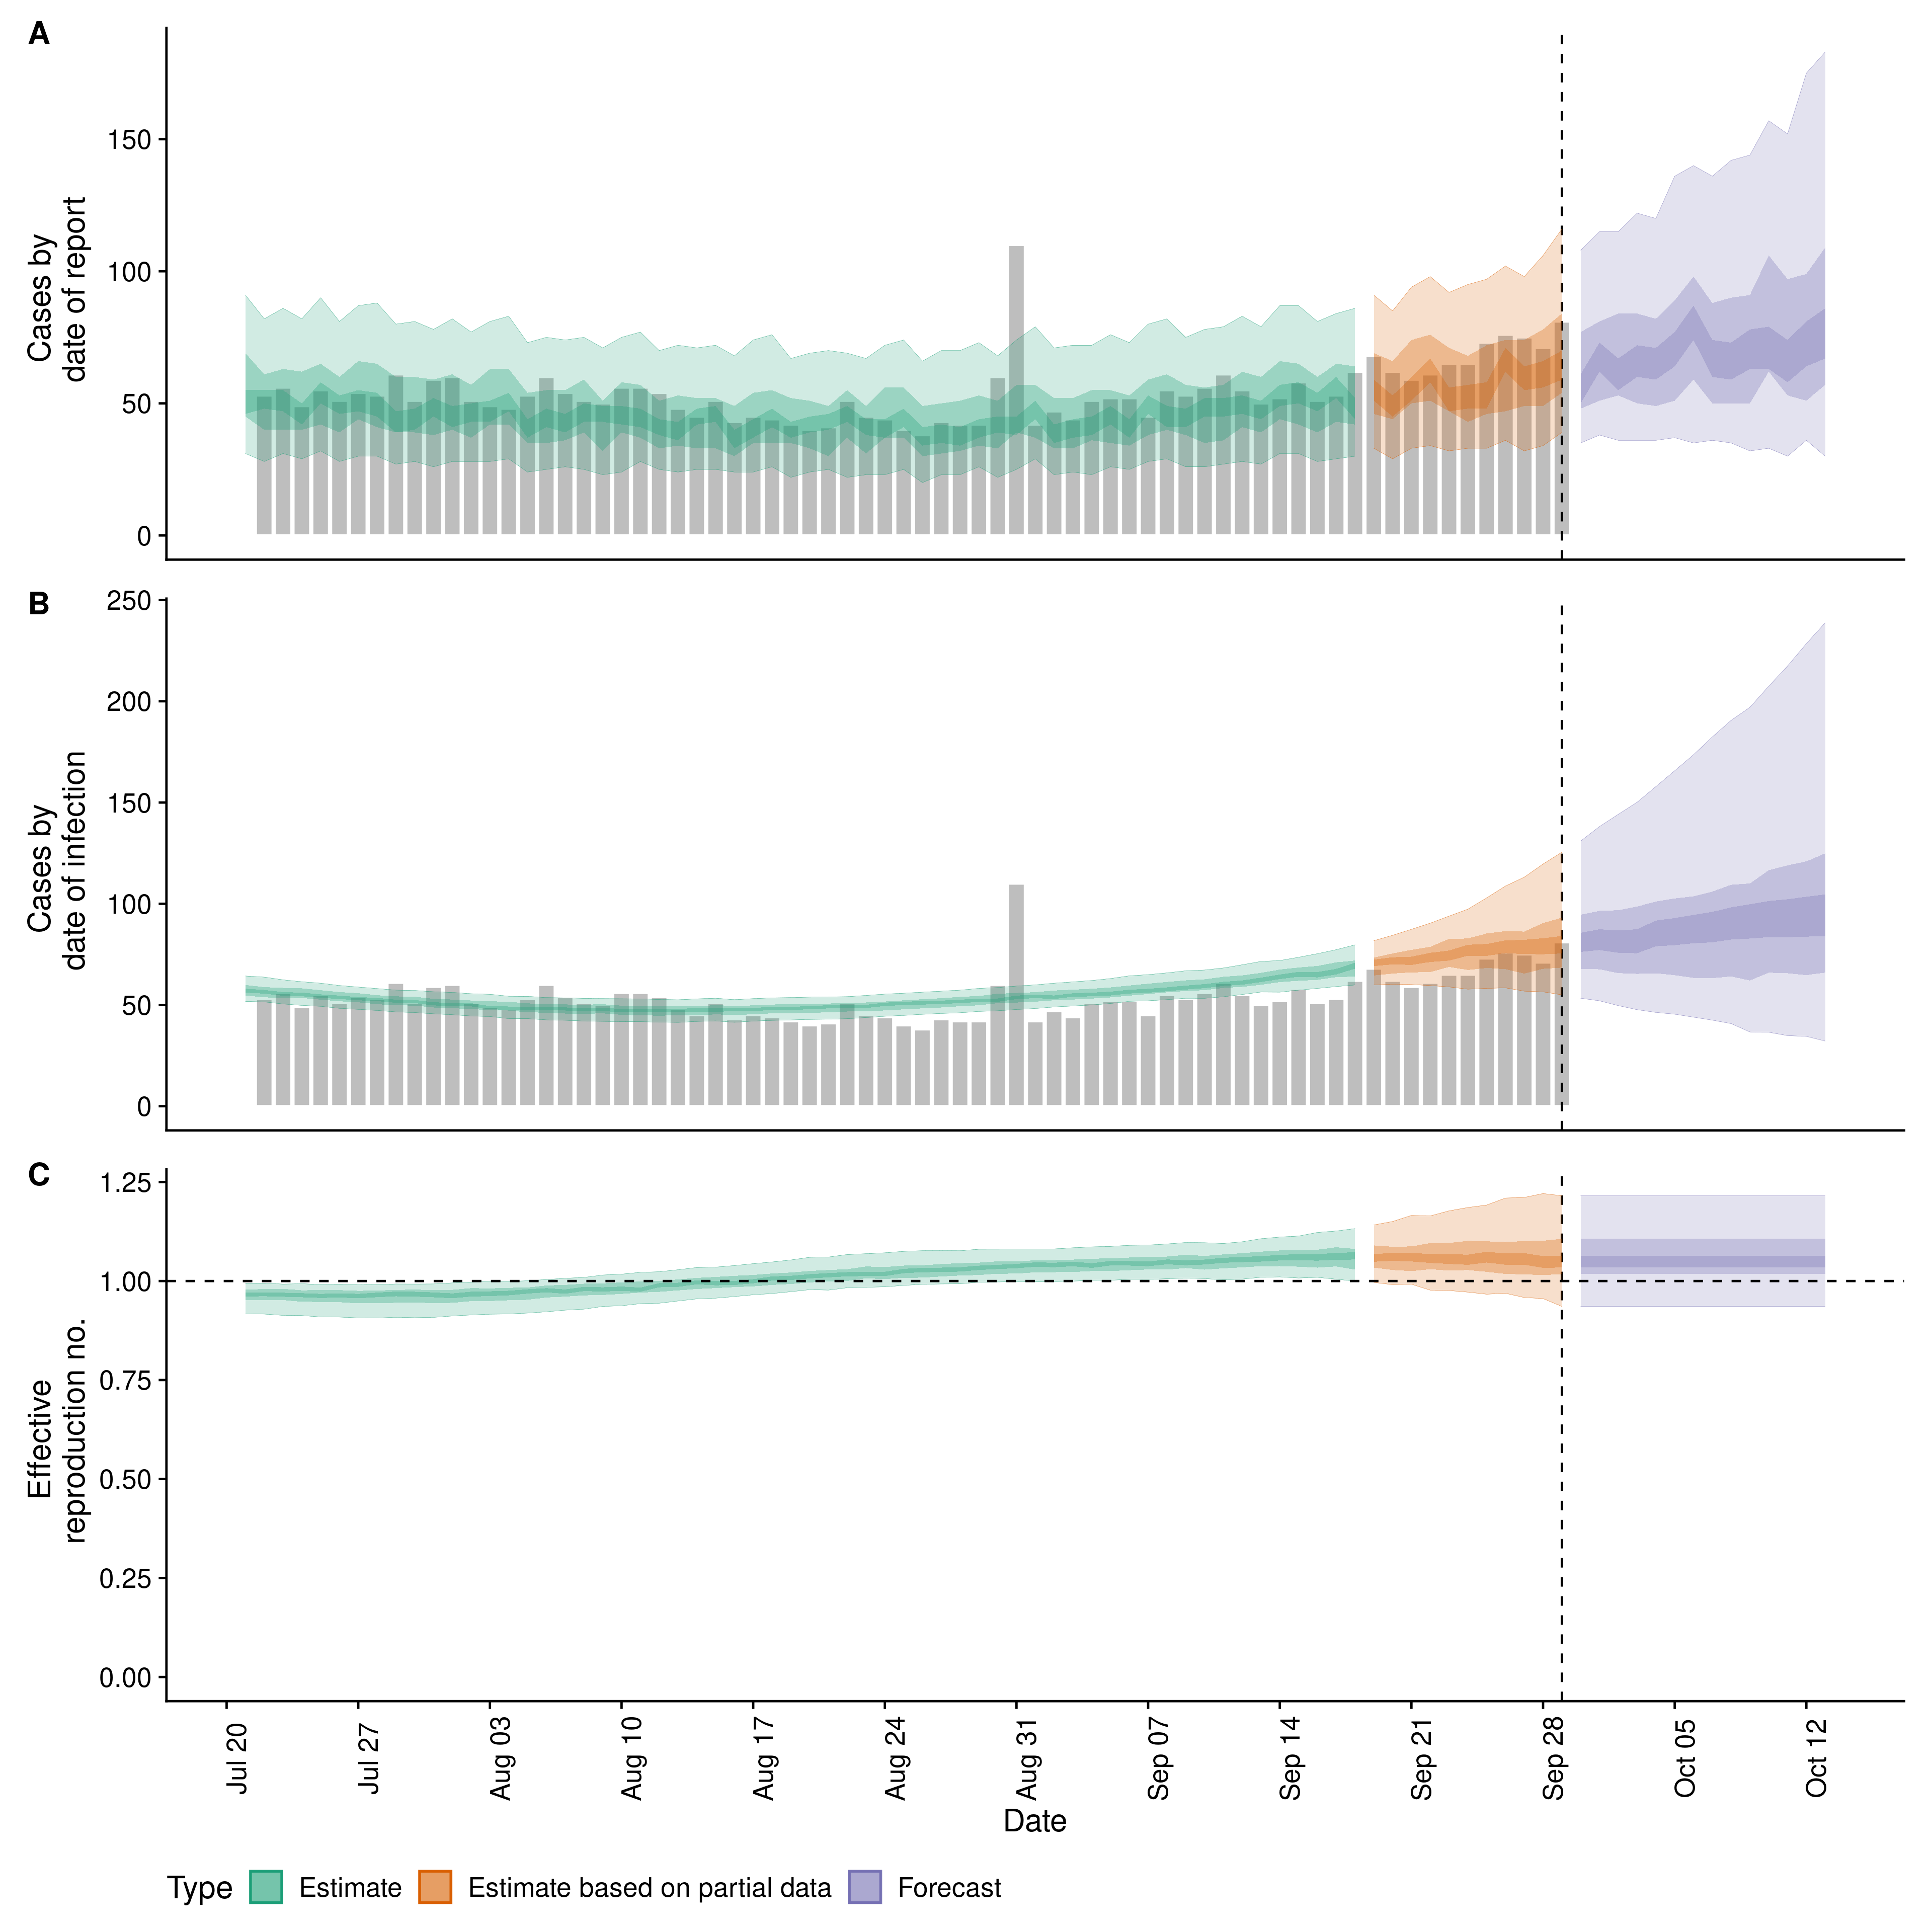 A
Cases by
date of report
150
100
50
0
B
Cases by
date of infection
250
200
150
100
50
0
C
Effective
reproduction no.
1.25
1.00
0.75
0.50
0.25
0.00
Jul 20
Jul 27
Aug 03
Aug 10
Aug 17
Aug 24
Aug 31
Sep 07
Sep 14
Sep 21
Sep 28
Oct 05
Oct 12
Date
Type Estimate Estimate based on partial data Forecast